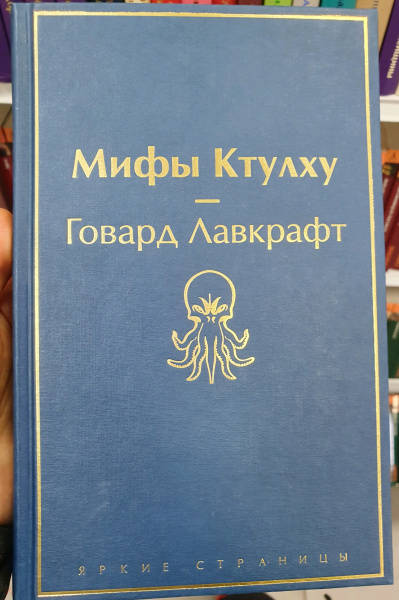 Мифы Ктулху
Говард Лавкрафт
ЯРКИЕ СТРАНИЦЫ